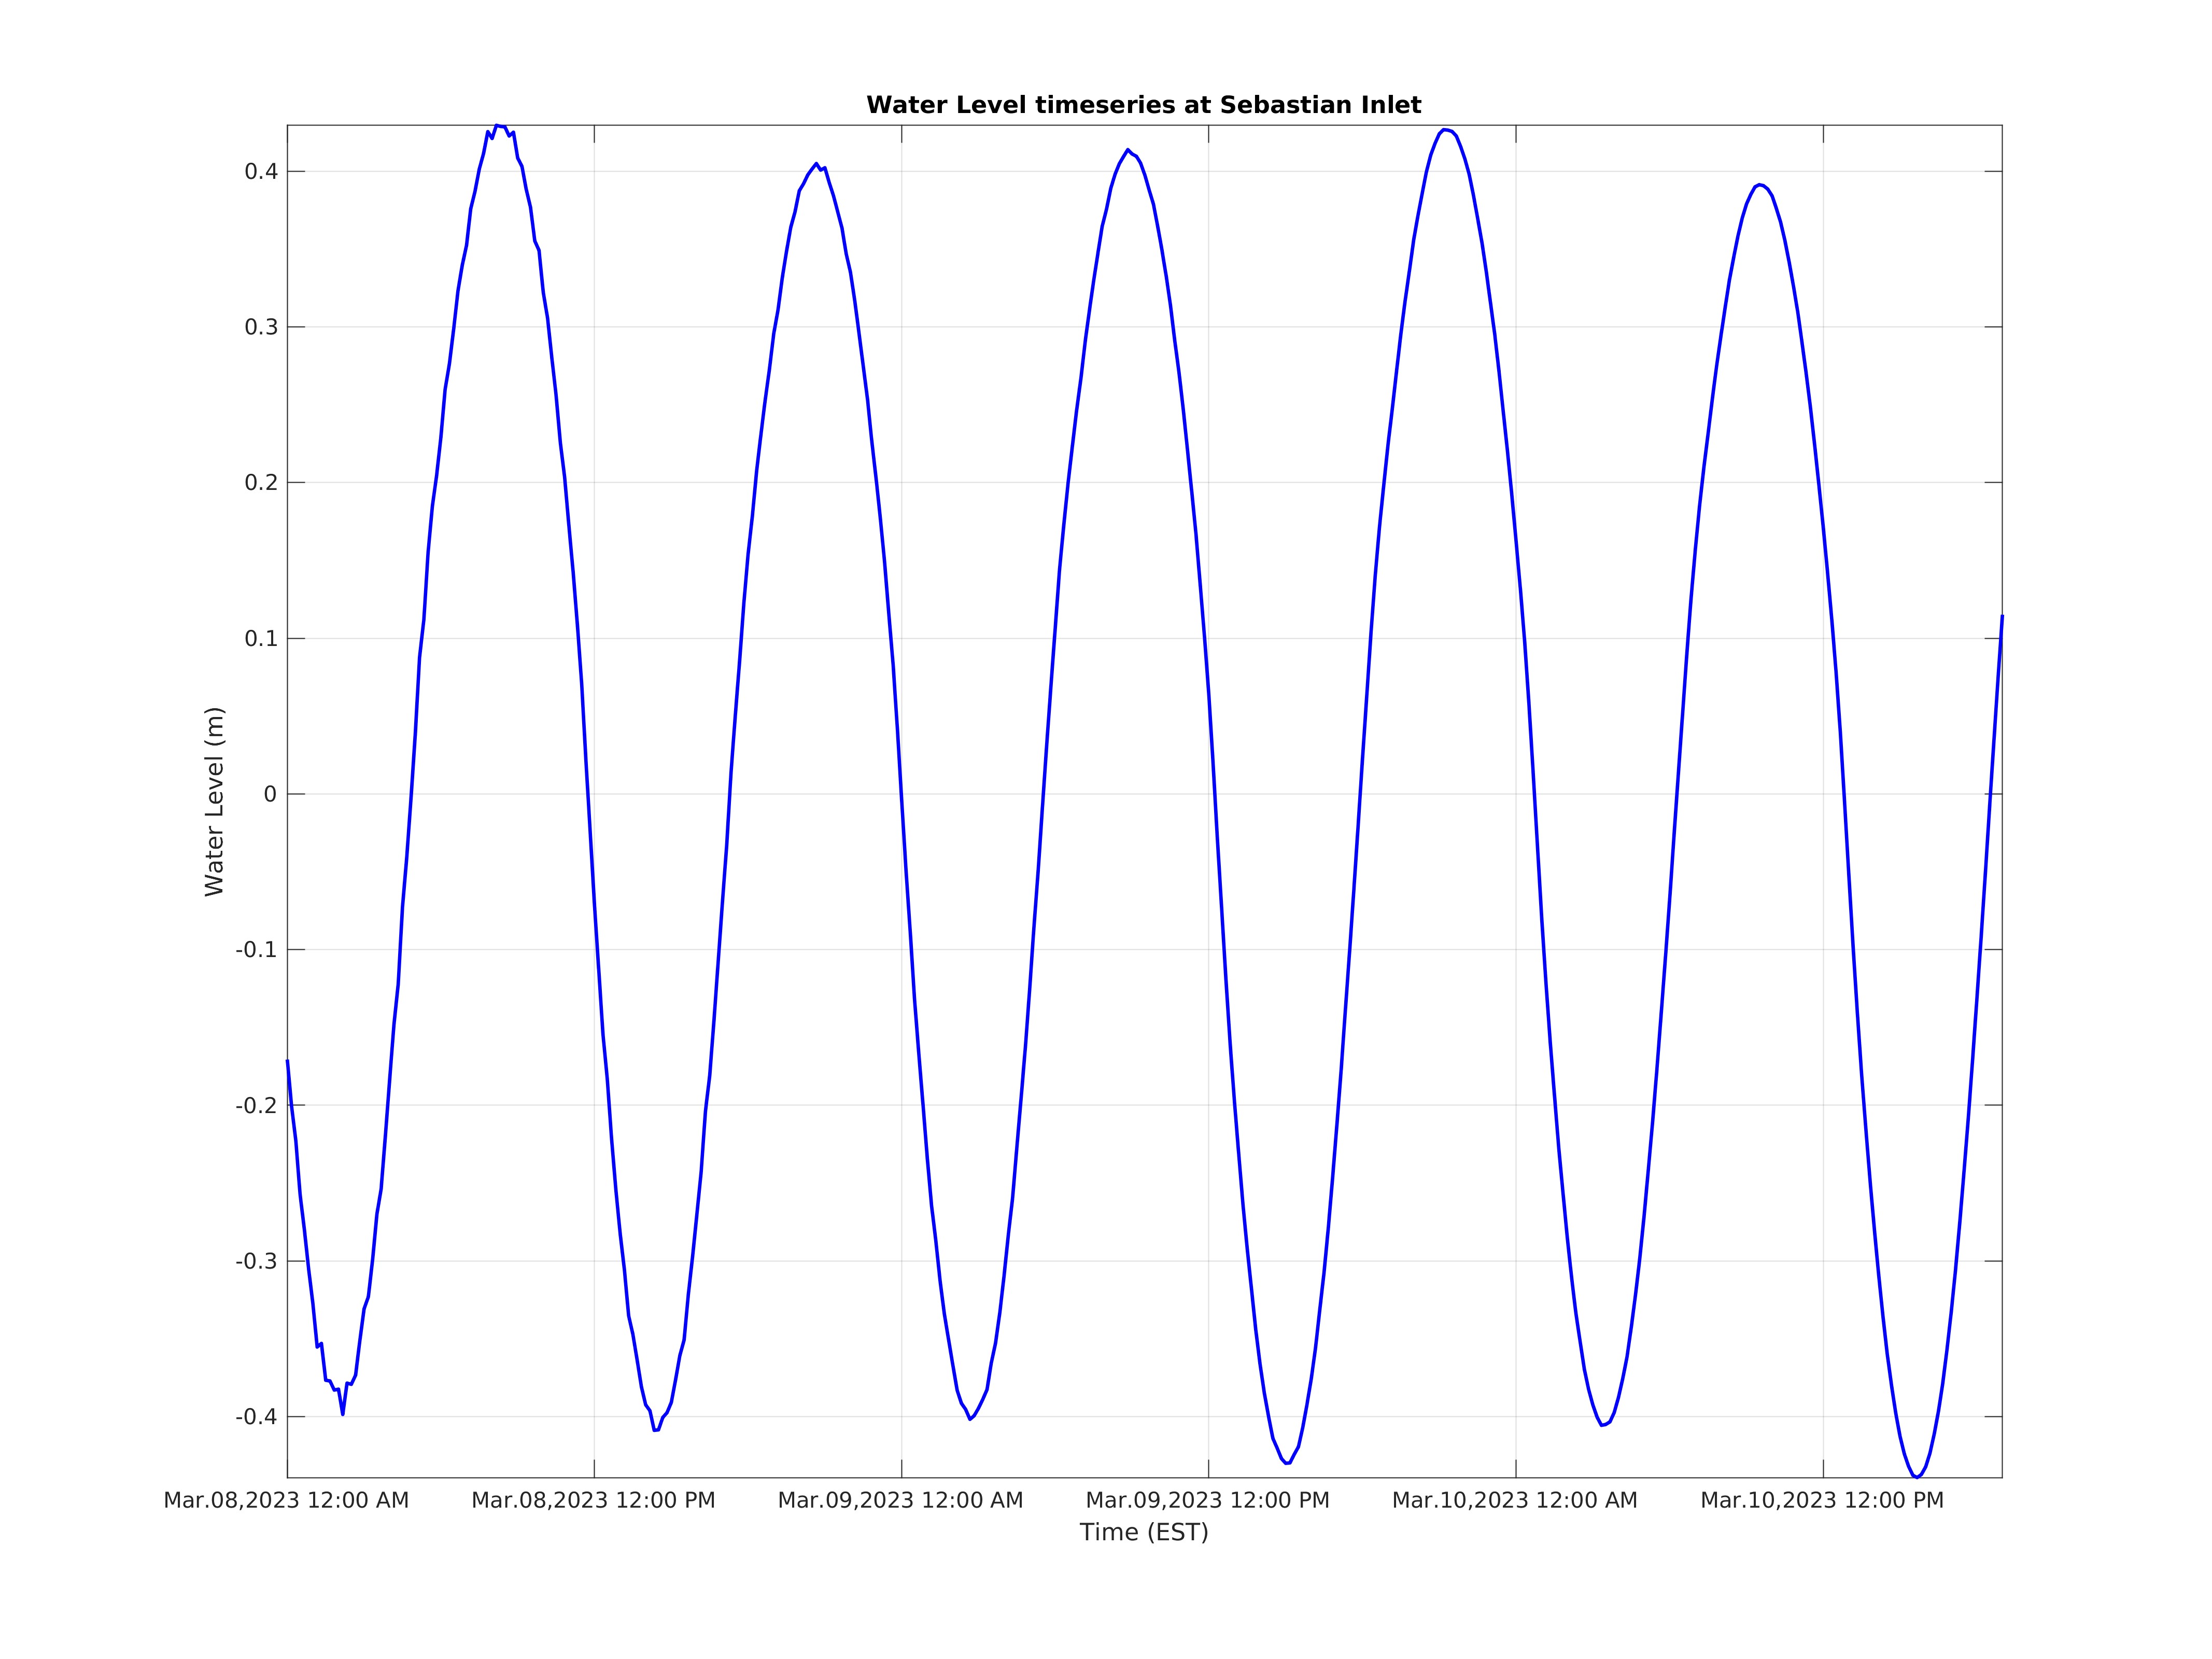 Water Level timeseries at Sebastian Inlet
0.4
0.3
0.2
0.1
0
-0.1
-0.2
-0.3
-0.4
Water Level (m)
Mar.08,2023 12:00 AM Mar.08,2023 12:00 PM Mar.09,2023 12:00 AM Mar.09,2023 12:00 PM Mar.10,2023 12:00 AM Mar.10,2023 12:00 PM
Time (EST)